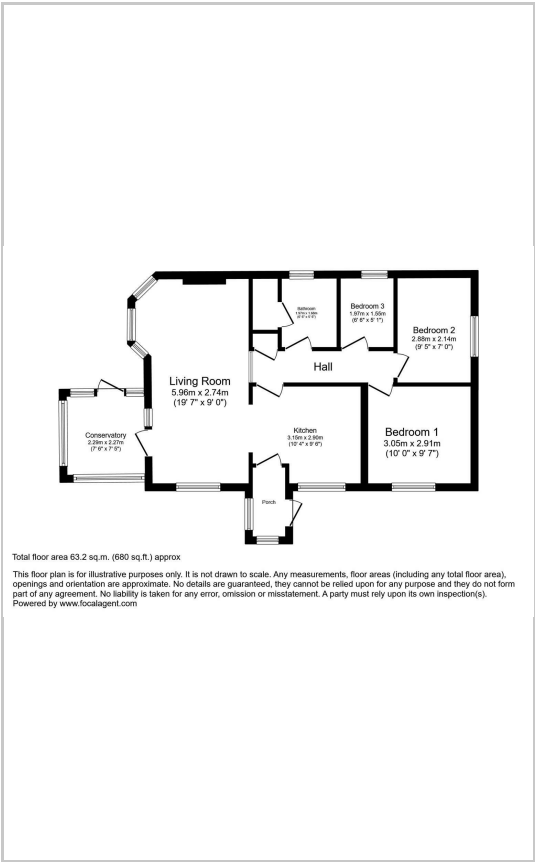 Bathroom
Bedroom 3
1.97m x 1.55m
(6' 6" x 5' 1")
Bedroom 2
2.88m x 2.14m
(9' 5" x 7' 0")
Hall
Living Room
5.96m x 2.74m
(19' 7" x 9' 0")
Conservatory
2.29m x 2.27m
(7' 6" x 7' 5")
Kitchen
3.15m x 2.90m
(10' 4" x 9' 6")
Bedroom 1
3.05m x 2.91m
(10' 0" x 9' 7")
Porch
Total floor area 63.2 sq.m. (680 sq.ft.) approx
This floor plan is for illustrative purposes only. It is not drawn to scale. Any measurements, floor areas (including any total floor area),
openings and orientation are approximate. No details are guaranteed, they cannot be relied upon for any purpose and they do not form
part of any agreement. No liability is taken for any error, omission or misstatement. A party must rely upon its own inspection(s).
Powered by www.focalagent.com